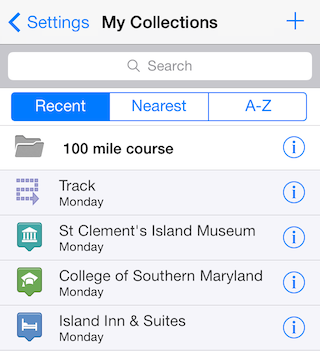 Settings My Collections +
Search
Recent Nearest A-Z
100 mile course
Track
Monday
St Clement's Island Museum
Monday
College of Southern Maryland
Monday
Island Inn & Suites
Monday